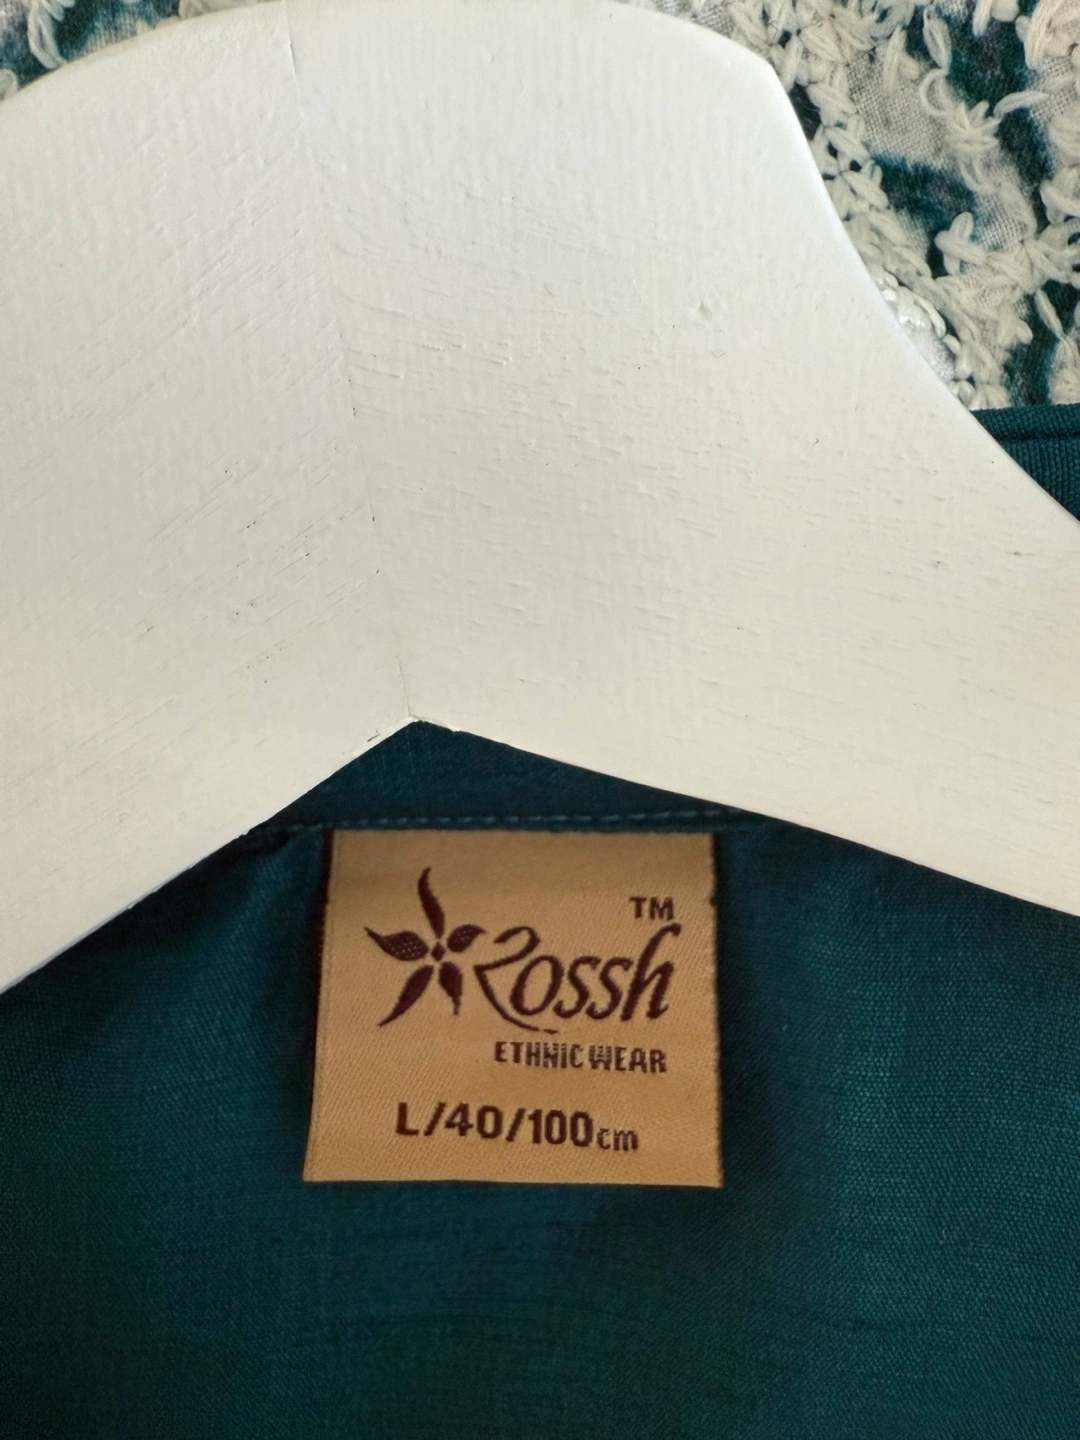 TM
Rossh
ETHNIC WEAR
L/40/100cm